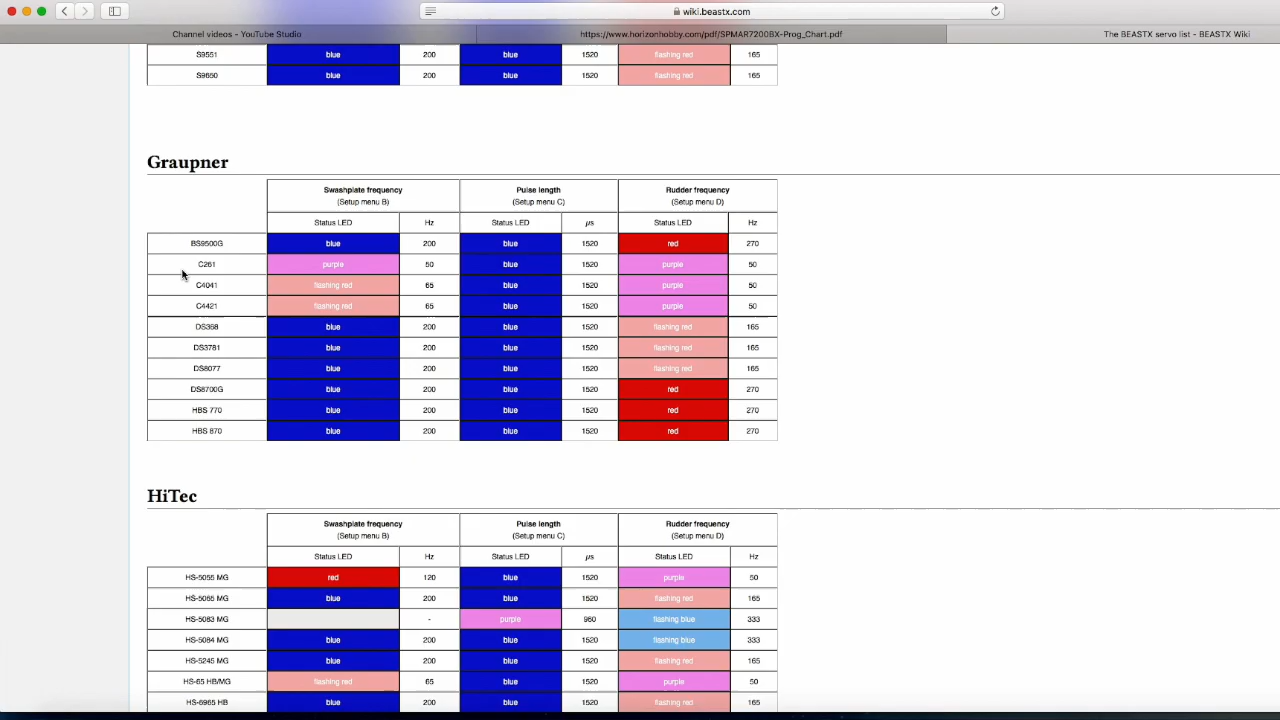 wiki.beastx.com
Channel videos - YouTube Studio
https://www.horizonhobby.com/pdf/SPMAR7200BX-Prog_Chart.pdf
The BEASTX servo list - BEASTX Wiki
S9551 blue 200 blue 1520 flashing red 165
S9650 blue 200 blue 1520 flashing red 165
Graupner
Swashplate frequency Pulse length Rudder frequency
(Setup menu B) (Setup menu C) (Setup menu D)
Status LED Hz Status LED µs Status LED Hz
BS9500G blue 200 blue 1520 red 270
C261 purple 50 blue 1520 purple 50
C4041 flashing red 65 blue 1520 purple 50
C4421 flashing red 65 blue 1520 purple 50
DS368 blue 200 blue 1520 flashing red 165
DS3781 blue 200 blue 1520 flashing red 165
DS8077 blue 200 blue 1520 flashing red 165
DS8700G blue 200 blue 1520 red 270
HBS 770 blue 200 blue 1520 red 270
HBS 870 blue 200 blue 1520 red 270
HiTec
Swashplate frequency Pulse length Rudder frequency
(Setup menu B) (Setup menu C) (Setup menu D)
Status LED Hz Status LED µs Status LED Hz
HS-5055 MG red 120 blue 1520 purple 50
HS-5065 MG blue 200 blue 1520 flashing red 165
HS-5083 MG - purple 960 flashing blue 333
HS-5084 MG blue 200 blue 1520 flashing blue 333
HS-5245 MG blue 200 blue 1520 flashing red 165
HS-65 HB/MG flashing red 65 blue 1520 purple 50
HS-6965 HB blue 200 blue 1520 flashing red 165